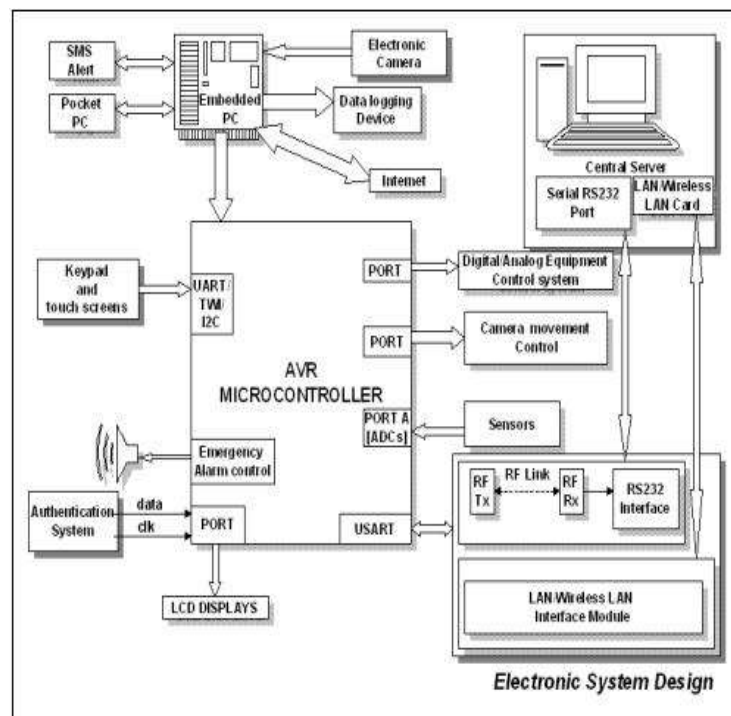 SMS
Alert
Pocket
PC
Embedded
PC
Electronic
Camera
Data logging
Device
Internet
Central Server
Serial RS232
Port
LAN/Wireless
LAN Card
Keypad
and
touch screens
UART/
TWI/
I2C
PORT
Digital/Analog Equipment
Control system
PORT
Camera movement
Control
AVR
MICROCONTROLLER
PORT A
[ADCs]
Sensors
Emergency
Alarm control
Authentication
System
data
clk
PORT
USART
LCD DISPLAYS
RF
Tx
RF Link
RF
Rx
RS232
Interface
LAN/Wireless LAN
Interface Module
Electronic System Design